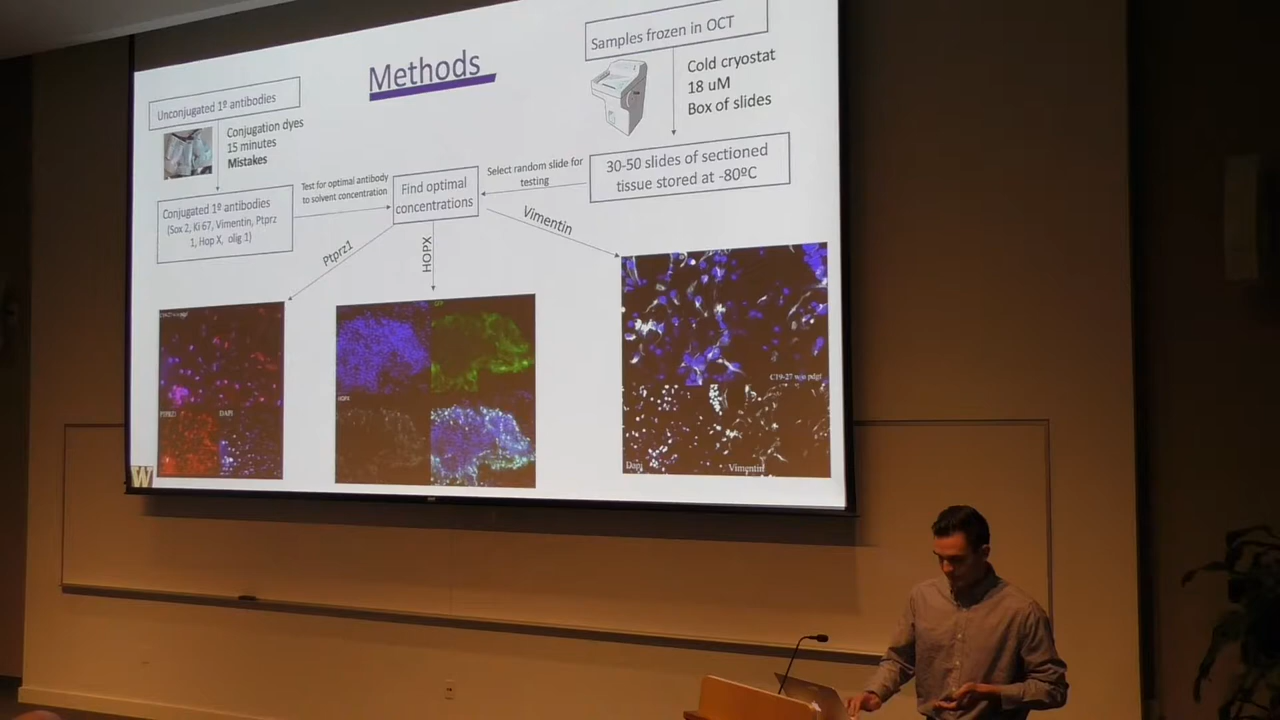 Methods
Unconjugated 1º antibodies
Conjugation dyes
15 minutes
Mistakes
Conjugated 1º antibodies
(Sox 2, Ki 67, Vimentin, Ptprz
1, Hop X, olig 1)
Test for optimal antibody
to solvent concentration
Find optimal
concentrations
Select random slide for
testing
Samples frozen in OCT
Cold cryostat
18 uM
Box of slides
30-50 slides of sectioned
tissue stored at -80ºC
Ptprz1
HOPX
Vimentin
PTPRZ1
DAPI
HOPX
C19-27 w/o pdgf
Dapi
Vimentin
W